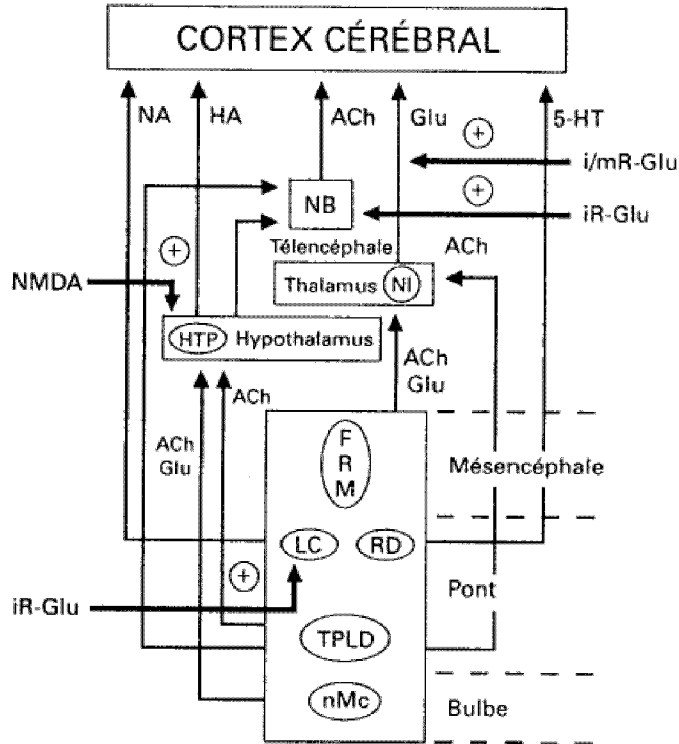 CORTEX CÉRÉBRAL
NA
HA
ACh
Glu
5-HT
+
i/mR-Glu
+
iR-Glu
NB
Télencéphale
ACh
+
NMDA
Thalamus NI
HTP Hypothalamus
ACh
Glu
ACh
ACh
Glu
F
R
M
Mésencéphale
LC RD
+
Pont
iR-Glu
TPLD
nMc
Bulbe